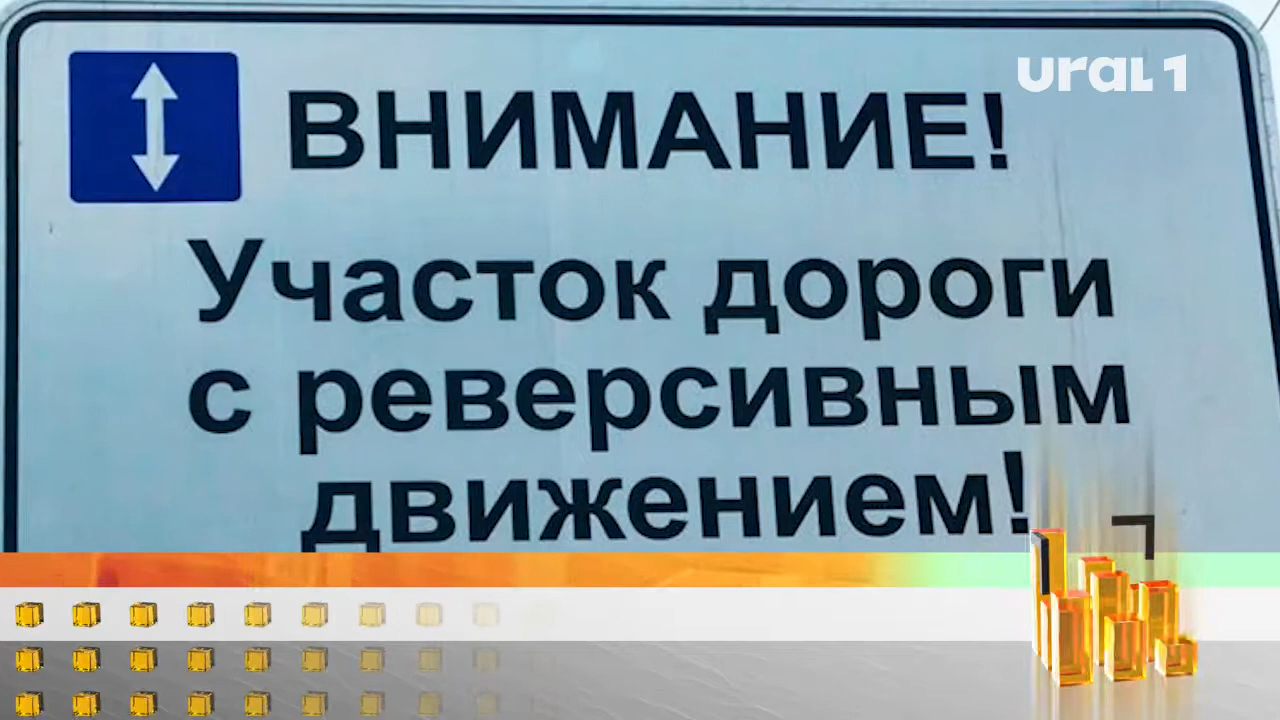 ural 1
ВНИМАНИЕ!
Участок дороги
с реверсивным
движением!